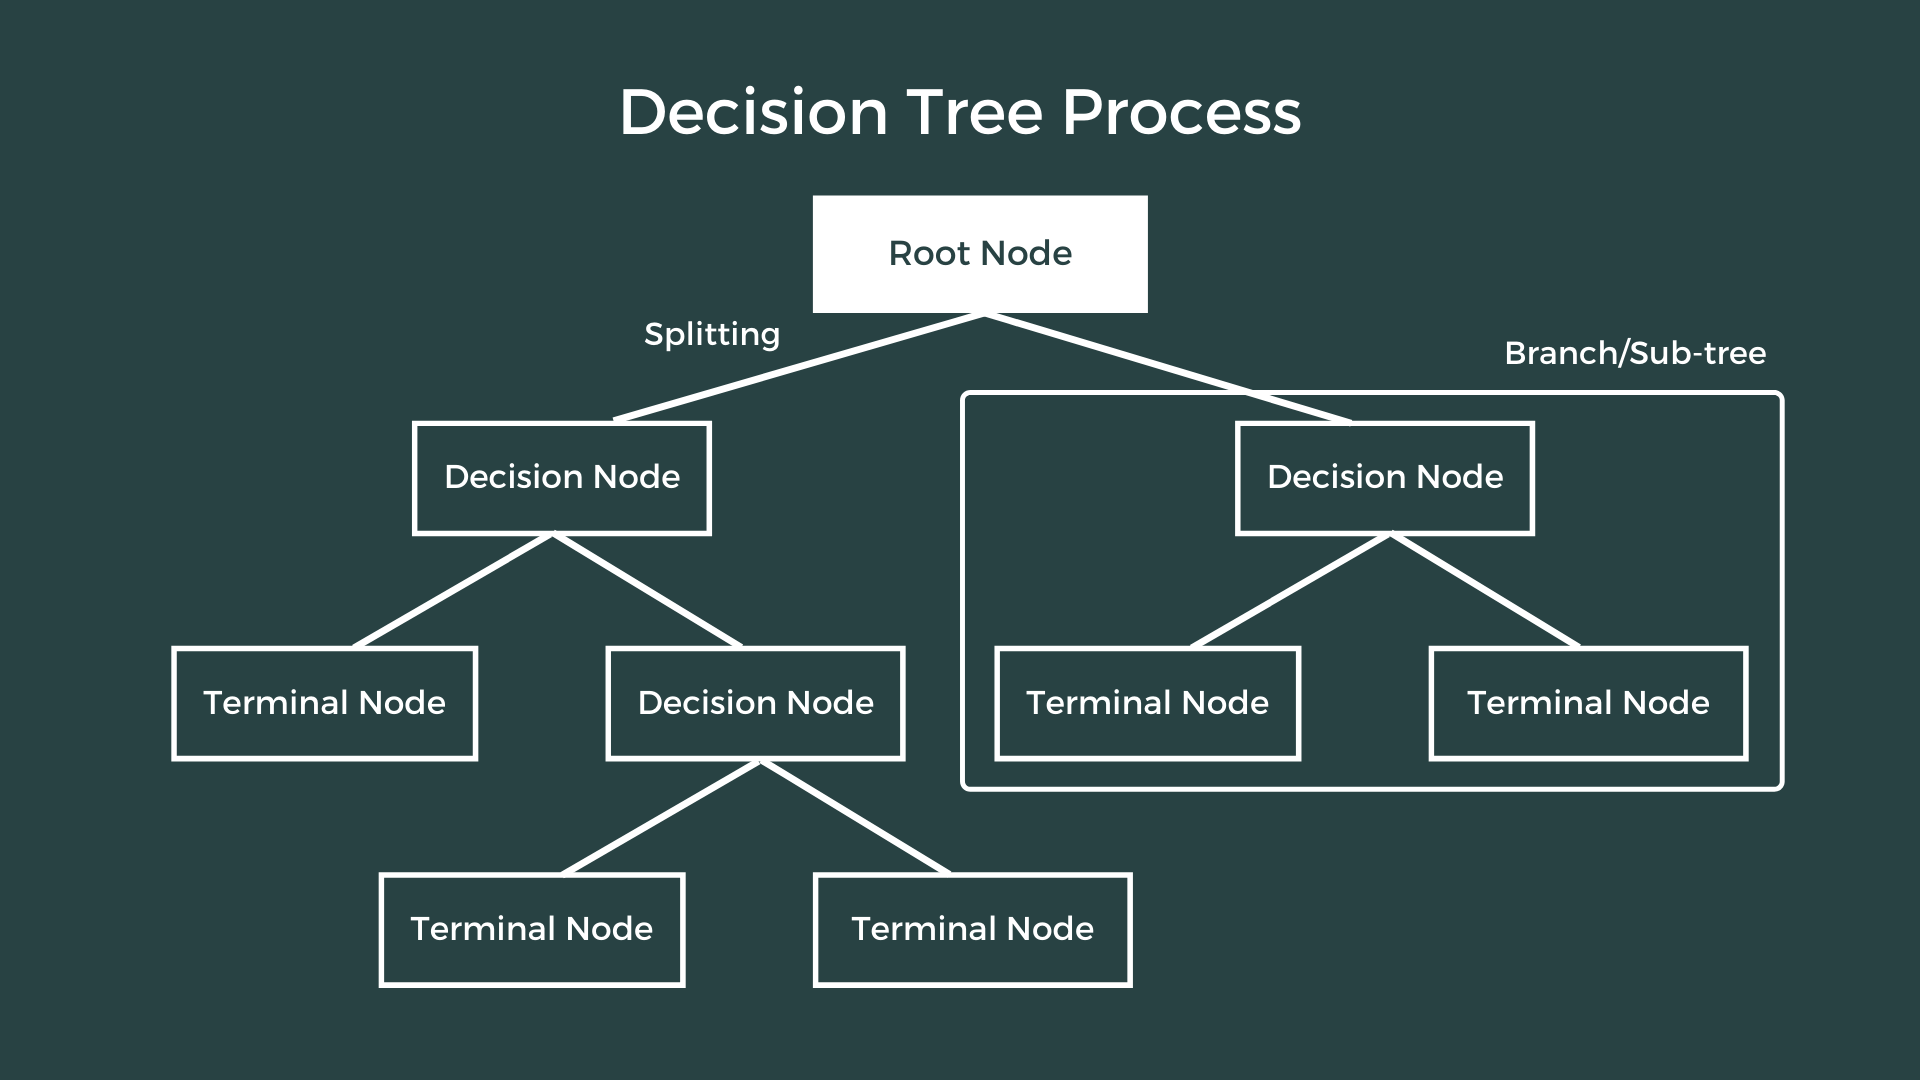 Decision Tree Process
Root Node
Splitting
Branch/Sub-tree
Decision Node
Decision Node
Terminal Node
Decision Node
Terminal Node
Terminal Node
Terminal Node
Terminal Node